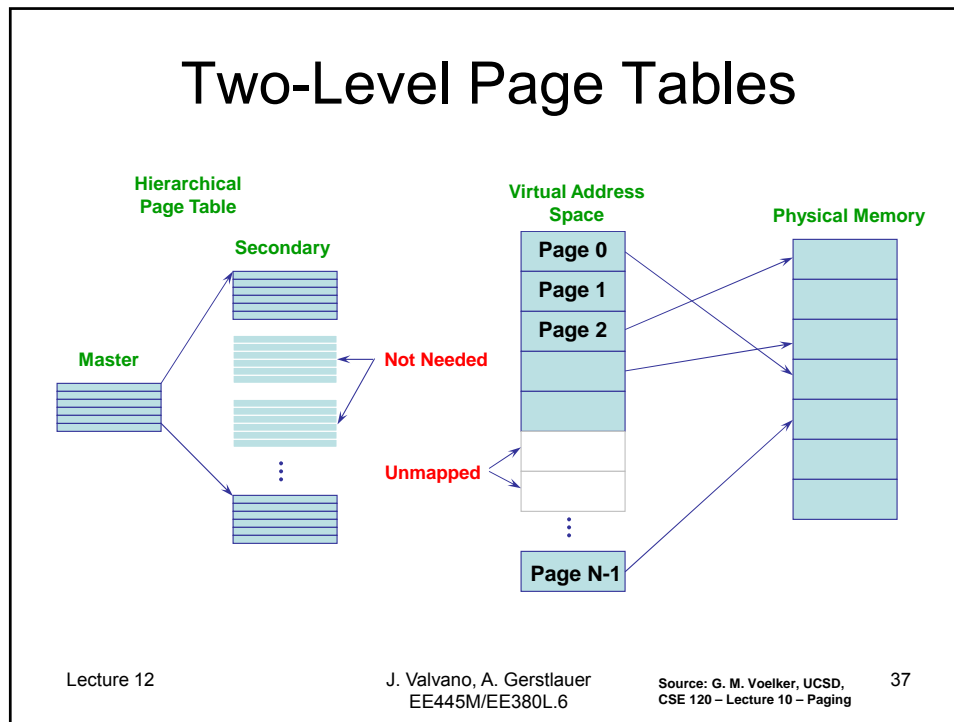 Two-Level Page Tables
Hierarchical
Page Table
Secondary
Master
Not Needed
Unmapped
Virtual Address
Space
Page 0
Page 1
Page 2
Page N-1
Physical Memory
Lecture 12
J. Valvano, A. Gerstlauer
EE445M/EE380L.6
Source: G. M. Voelker, UCSD,
CSE 120 – Lecture 10 – Paging
37